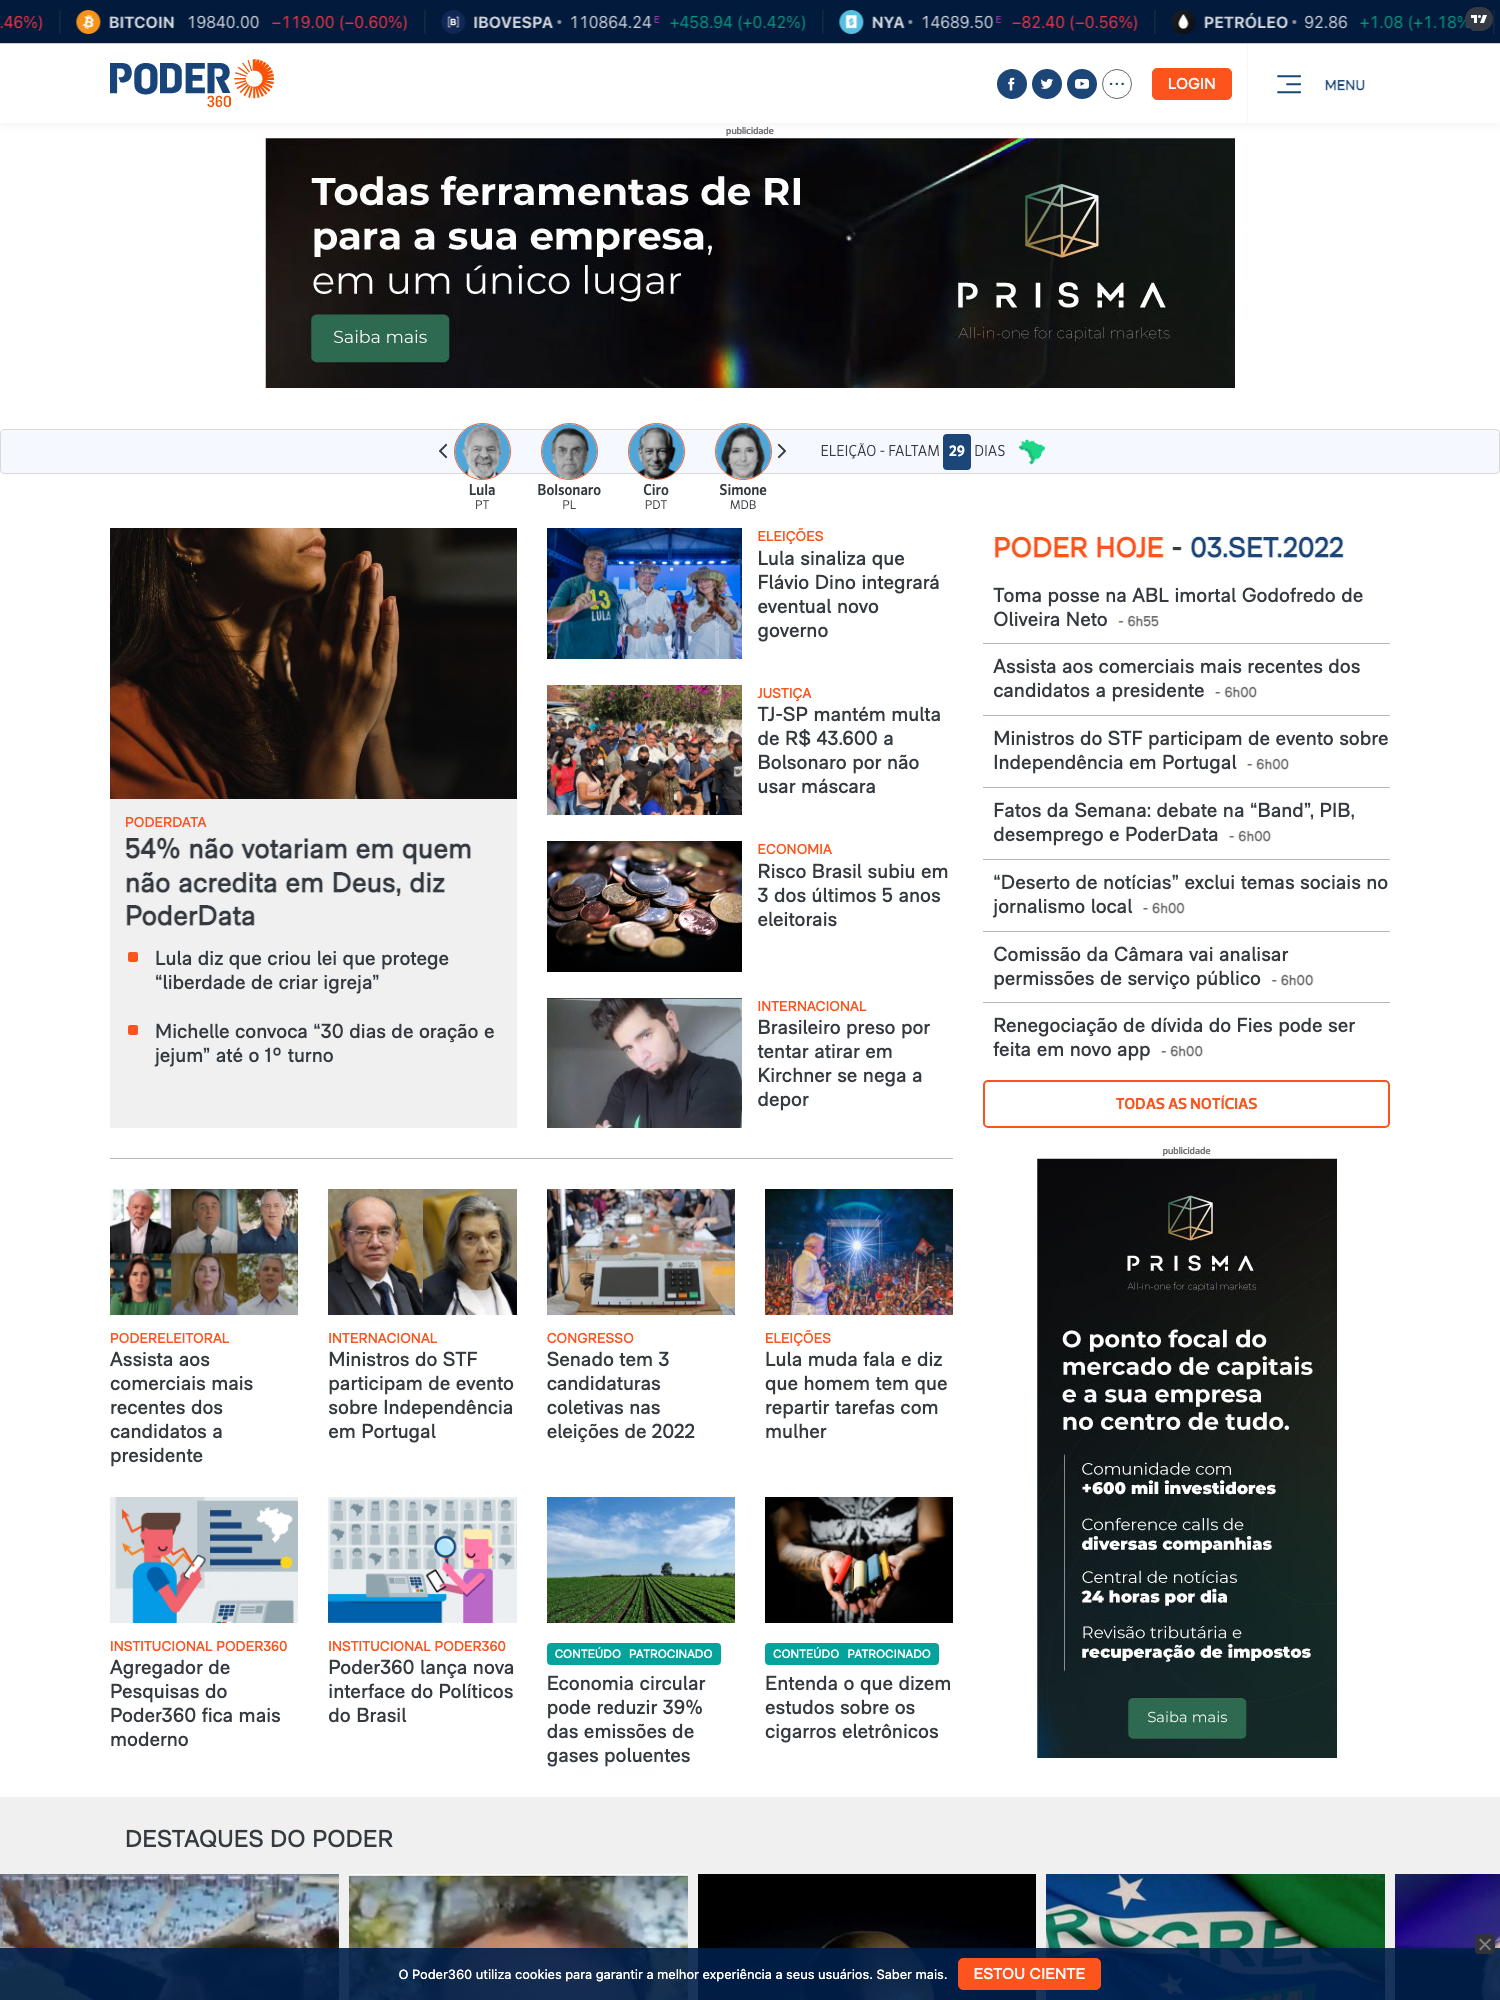 .46%)
BITCOIN 19840.00 −119.00 (−0.60%)
IBOVESPA 110864.24 E +458.94 (+0.42%)
NYA 14689.50 E −82.40 (−0.56%)
PETRÓLEO 92.86 +1.08 (+1.18%
PODER
360
LOGIN
MENU
publicidade
Todas ferramentas de RI
para a sua empresa,
em um único lugar
Saiba mais
PRISMA
All-in-one for capital markets
Lula
PT
Bolsonaro
PL
Ciro
PDT
Simone
MDB
ELEIÇÃO - FALTAM 29 DIAS
PODERDATA
54% não votariam em quem
não acredita em Deus, diz
PoderData
Lula diz que criou lei que protege
“liberdade de criar igreja”
Michelle convoca “30 dias de oração e
jejum” até o 1º turno
13
LULA
ELEIÇÕES
Lula sinaliza que
Flávio Dino integrará
eventual novo
governo
JUSTIÇA
TJ-SP mantém multa
de R$ 43.600 a
Bolsonaro por não
usar máscara
ECONOMIA
Risco Brasil subiu em
3 dos últimos 5 anos
eleitorais
INTERNACIONAL
Brasileiro preso por
tentar atirar em
Kirchner se nega a
depor
PODER HOJE - 03.SET.2022
Toma posse na ABL imortal Godofredo de
Oliveira Neto - 6h55
Assista aos comerciais mais recentes dos
candidatos a presidente - 6h00
Ministros do STF participam de evento sobre
Independência em Portugal - 6h00
Fatos da Semana: debate na “Band”, PIB,
desemprego e PoderData - 6h00
“Deserto de notícias” exclui temas sociais no
jornalismo local - 6h00
Comissão da Câmara vai analisar
permissões de serviço público - 6h00
Renegociação de dívida do Fies pode ser
feita em novo app - 6h00
TODAS AS NOTÍCIAS
PODERELEITORAL
Assista aos
comerciais mais
recentes dos
candidatos a
presidente
INTERNACIONAL
Ministros do STF
participam de evento
sobre Independência
em Portugal
CONGRESSO
Senado tem 3
candidaturas
coletivas nas
eleições de 2022
ELEIÇÕES
Lula muda fala e diz
que homem tem que
repartir tarefas com
mulher
INSTITUCIONAL PODER360
Agregador de
Pesquisas do
Poder360 fica mais
moderno
INSTITUCIONAL PODER360
Poder360 lança nova
interface do Políticos
do Brasil
CONTEÚDO PATROCINADO
Economia circular
pode reduzir 39%
das emissões de
gases poluentes
CONTEÚDO PATROCINADO
Entenda o que dizem
estudos sobre os
cigarros eletrônicos
publicidade
PRISMA
All-in-one for capital markets
O ponto focal do
mercado de capitais
e a sua empresa
no centro de tudo.
Comunidade com
+600 mil investidores
Conference calls de
diversas companhias
Central de notícias
24 horas por dia
Revisão tributária e
recuperação de impostos
Saiba mais
DESTAQUES DO PODER
O Poder360 utiliza cookies para garantir a melhor experiência a seus usuários. Saber mais.
ESTOU CIENTE